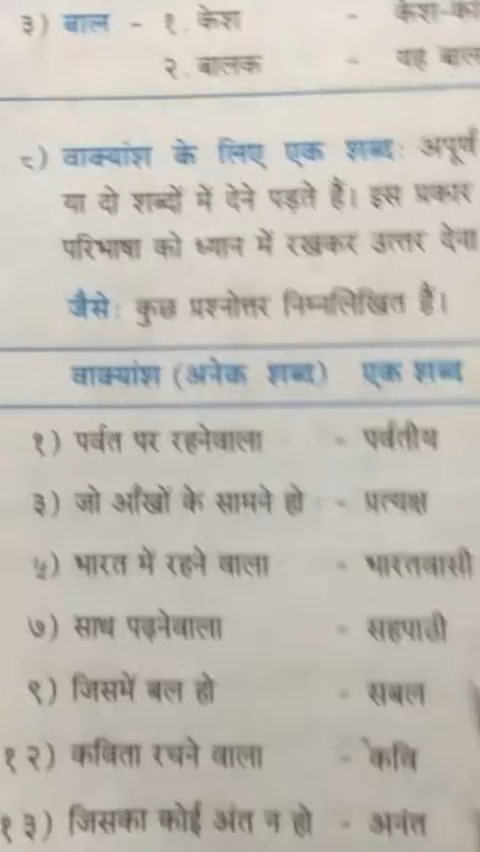 ३) बाल - १. केश - केश-का
२. बालक - यह बाल
८) वाक्यांश के लिए एक शब्द: अपूर्ण
या दो शब्दों में देने पड़ते हैं। इस प्रकार
परिभाषा को ध्यान में रखकर उत्तर देना
जैसे: कुछ प्रश्नोत्तर निम्नलिखित हैं।
वाक्यांश (अनेक शब्द) एक शब्द
१) पर्वत पर रहनेवाला - पर्वतीय
३) जो आँखों के सामने हो - प्रत्यक्ष
५) भारत में रहने वाला - भारतवासी
७) साथ पढ़नेवाला - सहपाठी
९) जिसमें बल हो - सबल
१२) कविता रचने वाला - कवि
१३) जिसका कोई अंत न हो - अनंत